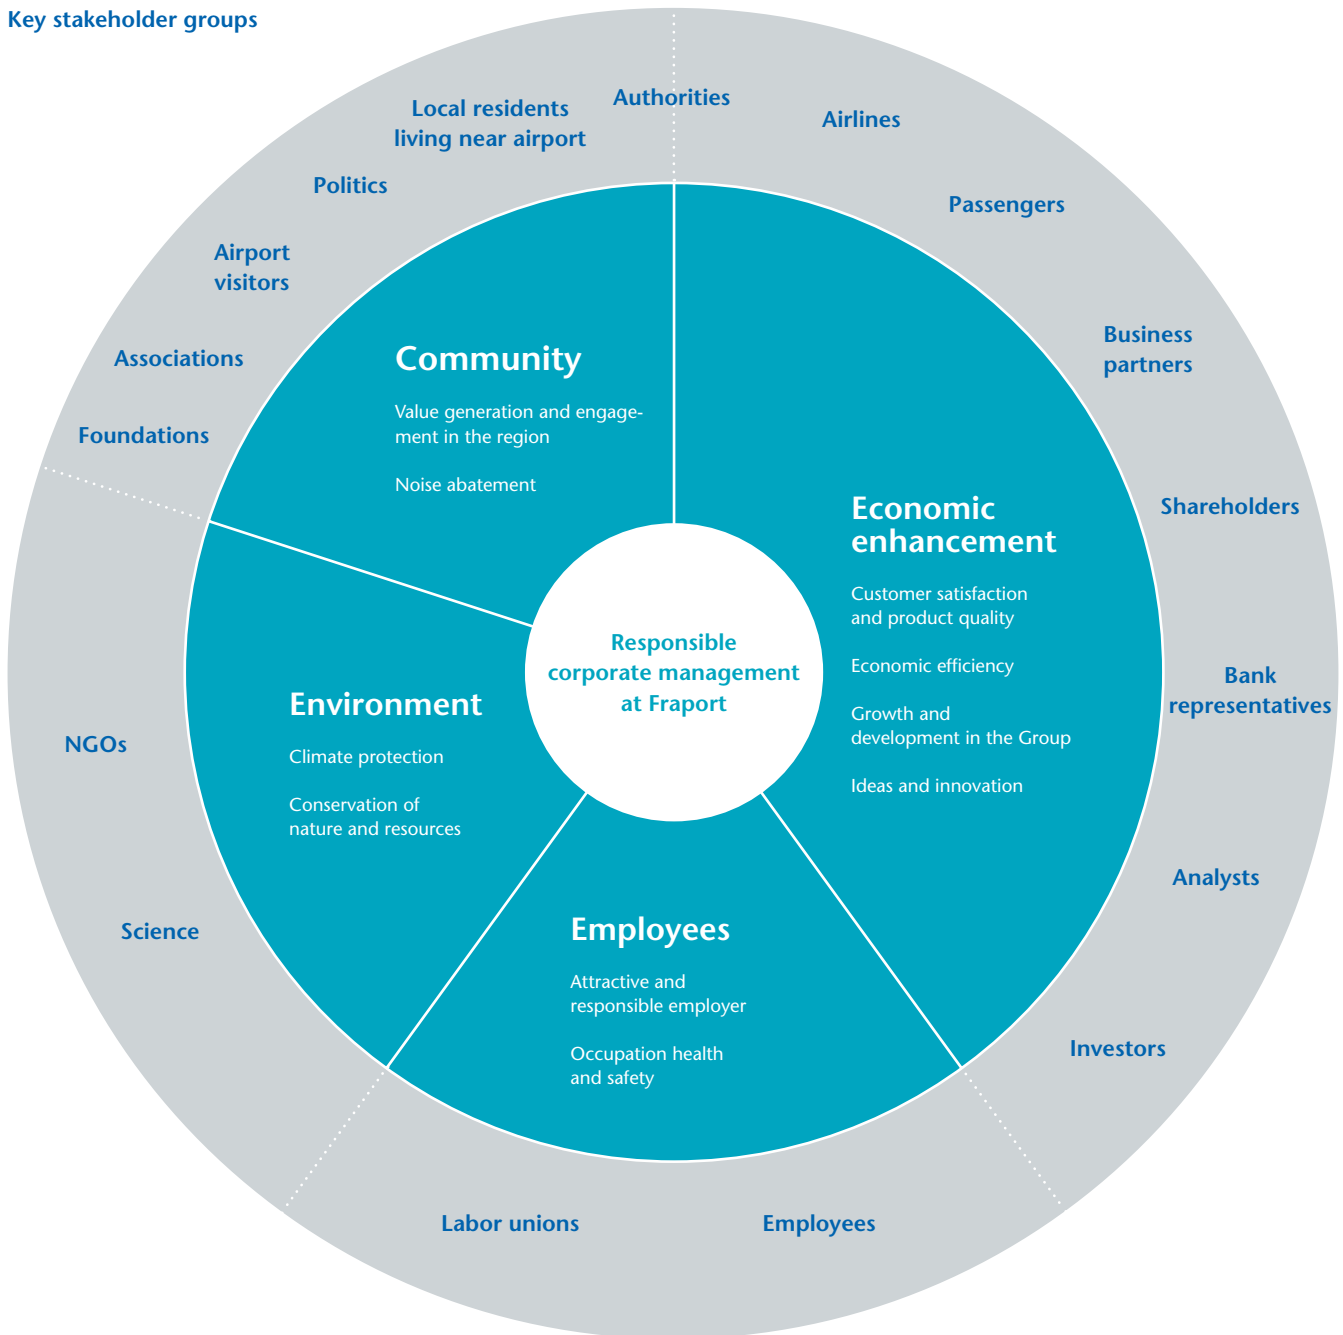 Key stakeholder groups
Authorities
Airlines
Passengers
Business
partners
Shareholders
Bank
representatives
Analysts
Investors
Employees
Labor unions
Science
NGOs
Foundations
Associations
Airport
visitors
Politics
Local residents
living near airport
Community
Value generation and engage-
ment in the region
Noise abatement
Economic
enhancement
Customer satisfaction
and product quality
Economic efficiency
Growth and
development in the Group
Ideas and innovation
Employees
Attractive and
responsible employer
Occupation health
and safety
Environment
Climate protection
Conservation of
nature and resources
Responsible
corporate management
at Fraport